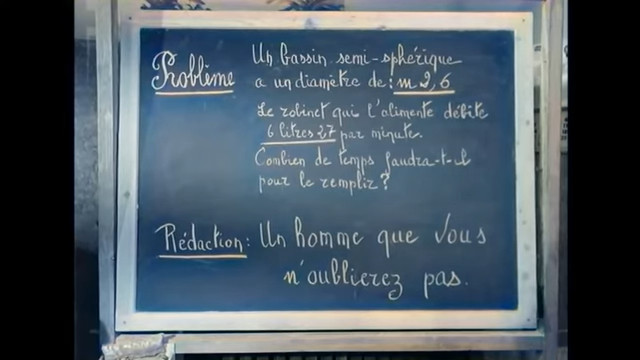 Problème
Un bassin semi-sphérique
a un diamètre de: m 2,6
Le robinet qui l'alimente débite
6 litres 27 par minute.
Combien de temps faudra-t-il
pour le remplir?
Rédaction: Un homme que vous
n'oublierez pas.